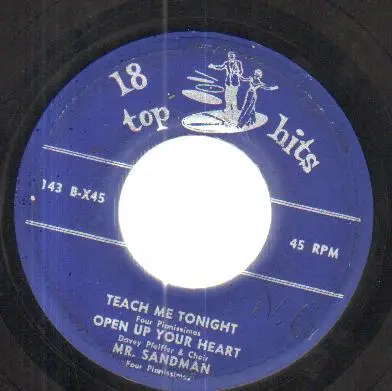 18
top
hits
143 B-X45
45 RPM
TEACH ME TONIGHT
Four Pianissimos
OPEN UP YOUR HEART
Davey Pfeiffer & Choir
MR. SANDMAN
Four Pianissimos